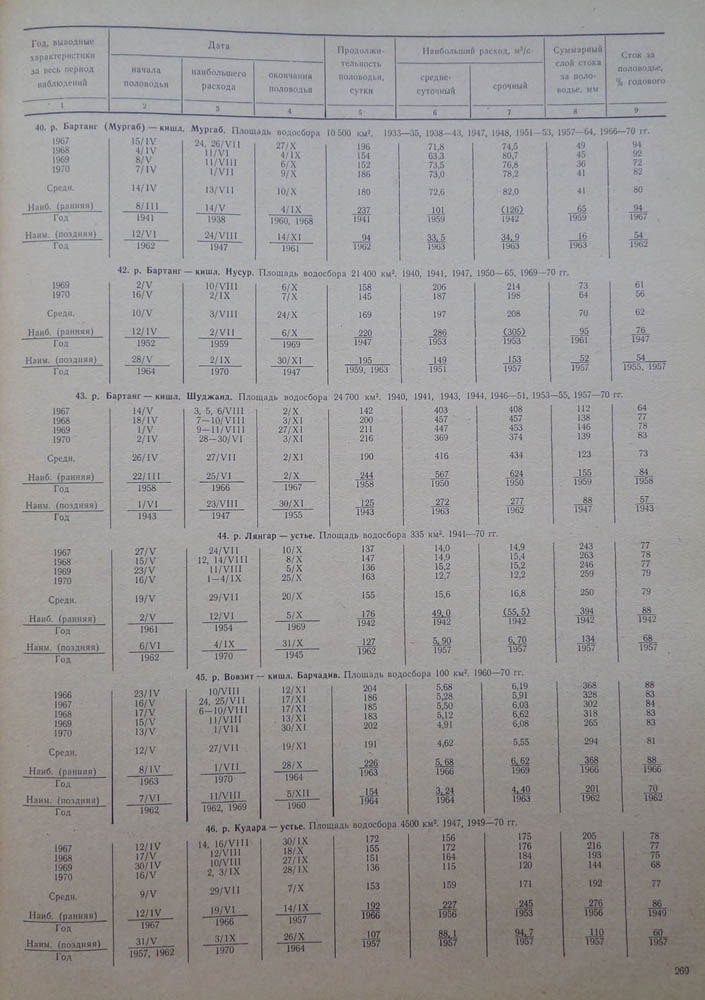 Год, выводные характеристики за весь период наблюдений | Дата | Продолжи-тельность половодья, сутки | Наибольший расход, м³/с | Суммарный слой стока за поло-водье, мм | Сток за половодье, % годового
начала половодья | наибольшего расхода | окончания половодья | средне-суточный | срочный
1 | 2 | 3 | 4 | 5 | 6 | 7 | 8 | 9
40. р. Бартанг (Мургаб) — кишл. Мургаб. Площадь водосбора 10 500 км². 1933—35, 1938—43, 1947, 1948, 1951—53, 1957—64, 1966—70 гг.
1967 | 15/IV | 24, 26/VII | 27/X | 196 | 71,8 | 74,5 | 49 | 94
1968 | 4/IV | 11/VI | 4/IX | 154 | 63,3 | 80,7 | 45 | 92
1969 | 8/V | 11/VIII | 6/X | 152 | 73,5 | 76,8 | 36 | 72
1970 | 7/IV | 1/VII | 9/X | 186 | 73,0 | 78,2 | 41 | 82
Средн. | 14/IV | 13/VII | 10/X | 180 | 72,6 | 82,0 | 41 | 80
Наиб. (ранняя) | 8/III | 14/V | 4/IX | 237 | 101 | (126) | 65 | 94
Год | 1941 | 1938 | 1960, 1968 | 1941 | 1959 | 1942 | 1959 | 1967
Наим. (поздняя) | 12/VI | 24/VIII | 14/XI | 94 | 33,5 | 34,9 | 16 | 54
Год | 1962 | 1947 | 1961 | 1962 | 1963 | 1963 | 1963 | 1962
42. р. Бартанг — кишл. Нусур. Площадь водосбора 21 400 км². 1940, 1941, 1947, 1950—65, 1969—70 гг.
1969 | 2/V | 10/VIII | 6/X | 158 | 206 | 214 | 73 | 61
1970 | 16/V | 2/IX | 7/X | 145 | 187 | 198 | 64 | 56
Средн. | 10/V | 3/VIII | 24/X | 169 | 197 | 208 | 70 | 62
Наиб. (ранняя) | 12/IV | 2/VII | 6/X | 220 | 286 | (305) | 95 | 76
Год | 1952 | 1959 | 1969 | 1947 | 1953 | 1953 | 1961 | 1947
Наим. (поздняя) | 28/V | 2/IX | 30/XI | 195 | 149 | 153 | 52 | 54
Год | 1964 | 1970 | 1947 | 1959, 1963 | 1951 | 1957 | 1957 | 1955, 1957
43. р. Бартанг — кишл. Шуджанд. Площадь водосбора 24 700 км². 1940, 1941, 1943, 1944, 1946—51, 1953—55, 1957—70 гг.
1967 | 14/V | 3, 5, 6/VIII | 2/X | 142 | 403 | 408 | 112 | 64
1968 | 18/IV | 7—10/VIII | 3/XI | 200 | 457 | 457 | 138 | 77
1969 | 1/V | 9—11/VIII | 27/XI | 211 | 447 | 453 | 146 | 78
1970 | 2/IV | 28—30/VI | 3/XI | 216 | 369 | 374 | 139 | 83
Средн. | 26/IV | 27/VII | 2/XI | 190 | 416 | 434 | 123 | 73
Наиб. (ранняя) | 22/III | 25/VI | 2/X | 244 | 567 | 624 | 155 | 84
Год | 1958 | 1966 | 1967 | 1958 | 1950 | 1950 | 1959 | 1958
Наим. (поздняя) | 1/VI | 23/VIII | 30/XI | 125 | 272 | 277 | 88 | 57
Год | 1943 | 1947 | 1955 | 1943 | 1963 | 1962 | 1947 | 1943
44. р. Лянгар — устье. Площадь водосбора 335 км². 1941—70 гг.
1967 | 27/V | 24/VII | 10/X | 137 | 14,0 | 14,9 | 243 | 77
1968 | 15/V | 12, 14/VIII | 8/X | 147 | 14,9 | 15,4 | 263 | 78
1969 | 23/V | 11/VIII | 5/X | 136 | 15,2 | 15,2 | 246 | 77
1970 | 16/V | 1—4/IX | 25/X | 163 | 12,7 | 12,2 | 259 | 79
Средн. | 19/V | 29/VII | 20/X | 155 | 15,6 | 16,8 | 250 | 79
Наиб. (ранняя) | 2/V | 12/VI | 5/X | 176 | 49,0 | (55,5) | 394 | 88
Год | 1961 | 1954 | 1969 | 1942 | 1942 | 1942 | 1942 | 1942
Наим. (поздняя) | 6/VI | 4/IX | 31/X | 127 | 5,90 | 6,70 | 134 | 68
Год | 1962 | 1970 | 1945 | 1962 | 1957 | 1957 | 1957 | 1957
45. р. Вовзит — кишл. Барчадив. Площадь водосбора 100 км². 1960—70 гг.
1966 | 23/IV | 10/VIII | 12/XI | 204 | 5,68 | 6,19 | 368 | 88
1967 | 16/V | 24, 25/VII | 17/XI | 186 | 5,28 | 5,91 | 328 | 83
1968 | 17/V | 6—10/VIII | 17/XI | 185 | 5,50 | 6,03 | 302 | 84
1969 | 15/V | 11/VIII | 13/XI | 183 | 5,12 | 6,62 | 318 | 83
1970 | 13/V | 1/VII | 30/XI | 202 | 4,91 | 6,08 | 265 | 83
Средн. | 12/V | 27/VII | 19/XI | 191 | 4,62 | 5,55 | 294 | 81
Наиб. (ранняя) | 8/IV | 1/VII | 28/X | 226 | 5,68 | 6,62 | 368 | 88
Год | 1963 | 1970 | 1964 | 1963 | 1966 | 1969 | 1966 | 1966
Наим. (поздняя) | 7/VI | 11/VIII | 5/XII | 154 | 3,24 | 4,40 | 201 | 70
Год | 1962 | 1962, 1969 | 1960 | 1964 | 1964 | 1963 | 1962 | 1962
46. р. Кудара — устье. Площадь водосбора 4500 км². 1947, 1949—70 гг.
1967 | 12/IV | 14, 16/VIII | 30/IX | 172 | 156 | 175 | 205 | 78
1968 | 17/V | 12/VIII | 18/X | 155 | 172 | 176 | 216 | 77
1969 | 30/IV | 10/VIII | 27/IX | 151 | 164 | 184 | 193 | 75
1970 | 16/V | 2, 3/IX | 28/IX | 136 | 115 | 120 | 144 | 68
Средн. | 9/V | 29/VII | 7/X | 153 | 159 | 171 | 192 | 77
Наиб. (ранняя) | 12/IV | 19/VI | 14/IX | 192 | 227 | 245 | 276 | 86
Год | 1967 | 1966 | 1957 | 1966 | 1956 | 1953 | 1956 | 1949
Наим. (поздняя) | 31/V | 3/IX | 26/X | 107 | 88,1 | 94,7 | 110 | 60
Год | 1957, 1962 | 1970 | 1964 | 1957 | 1957 | 1957 | 1957 | 1957
269